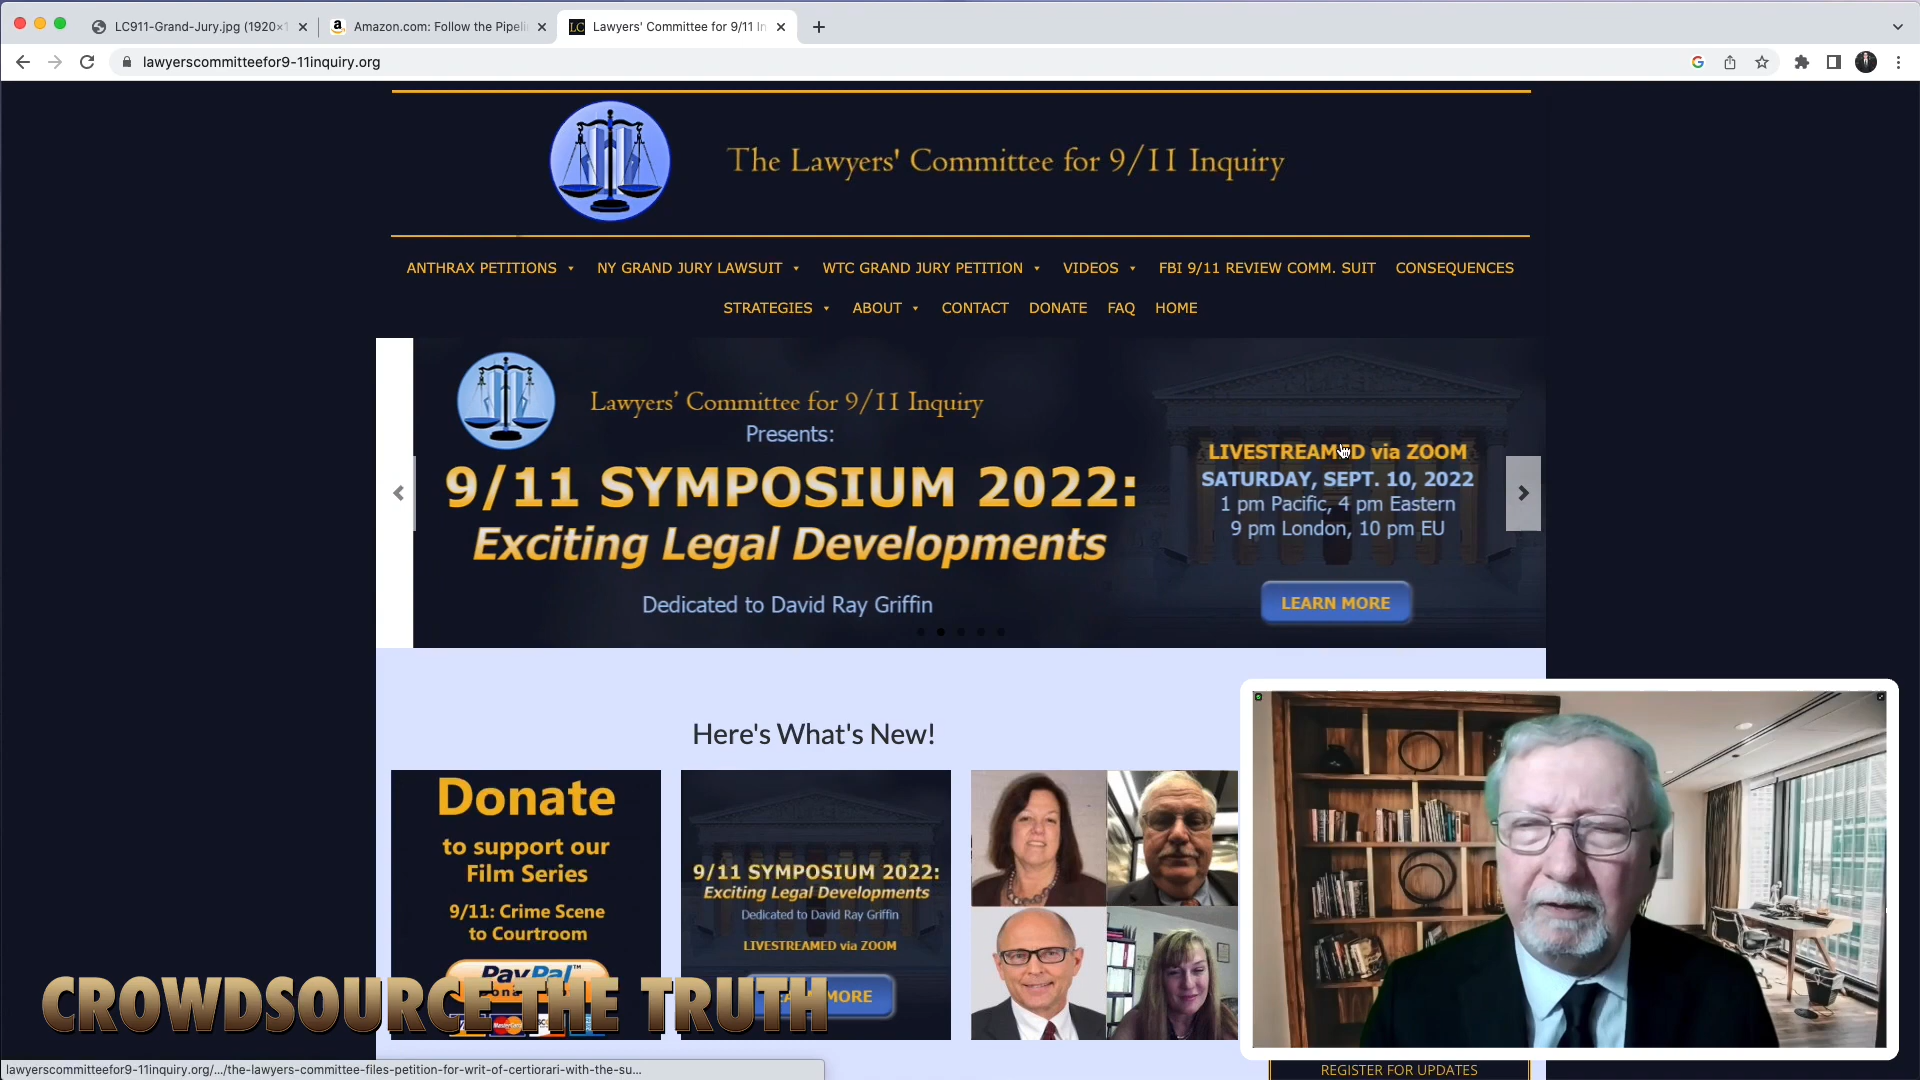 LC911-Grand-Jury.jpg (1920×1
Amazon.com: Follow the Pipeli
LC
Lawyers' Committee for 9/11 In
lawyerscommitteefor9-11inquiry.org
The Lawyers' Committee for 9/11 Inquiry
ANTHRAX PETITIONS NY GRAND JURY LAWSUIT WTC GRAND JURY PETITION VIDEOS FBI 9/11 REVIEW COMM. SUIT CONSEQUENCES
STRATEGIES ABOUT CONTACT DONATE FAQ HOME
Lawyers' Committee for 9/11 Inquiry
Presents:
9/11 SYMPOSIUM 2022:
Exciting Legal Developments
Dedicated to David Ray Griffin
LIVESTREAMED via ZOOM
SATURDAY, SEPT. 10, 2022
1 pm Pacific, 4 pm Eastern
9 pm London, 10 pm EU
LEARN MORE
Here's What's New!
Donate
to support our
Film Series
9/11: Crime Scene
to Courtroom
PayPal
9/11 SYMPOSIUM 2022:
Exciting Legal Developments
Dedicated to David Ray Griffin
LIVESTREAMED via ZOOM
MORE
CROWDSOURCE THE TRUTH
lawyerscommitteefor9-11inquiry.org/.../the-lawyers-committee-files-petition-for-writ-of-certiorari-with-the-su...
REGISTER FOR UPDATES